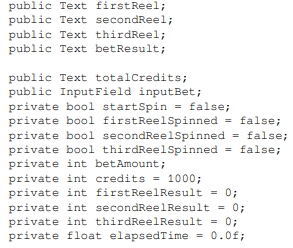 public Text firstReel;
public Text secondReel;
public Text thirdReel;
public Text betResult;
public Text totalCredits;
public InputField inputBet;
private bool startSpin = false;
private bool firstReelSpinned = false;
private bool secondReelSpinned = false;
private bool thirdReelSpinned = false;
private int betAmount;
private int credits = 1000;
private int firstReelResult = 0;
private int secondReelResult = 0;
private int thirdReelResult = 0;
private float elapsedTime = 0.0f;